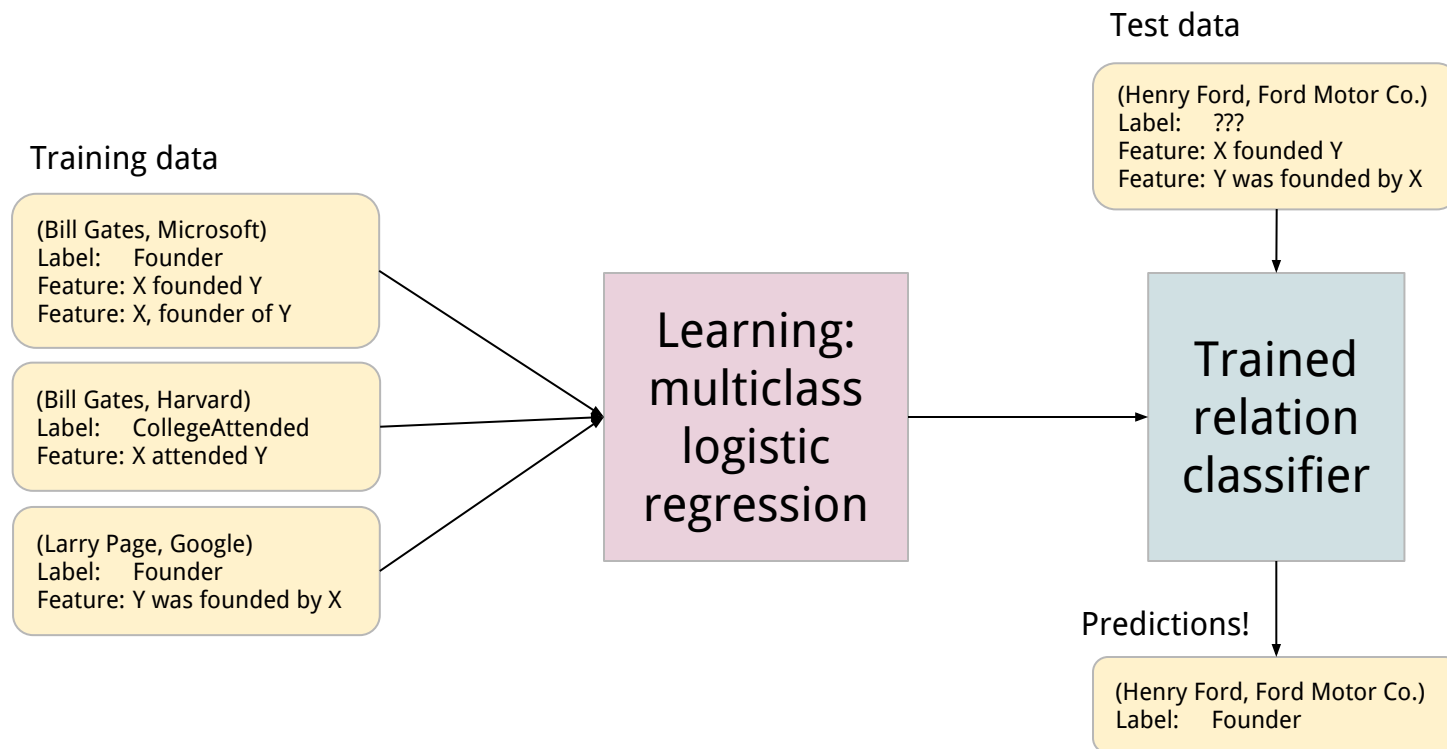 Training data
(Bill Gates, Microsoft)
Label: Founder
Feature: X founded Y
Feature: X, founder of Y
(Bill Gates, Harvard)
Label: CollegeAttended
Feature: X attended Y
(Larry Page, Google)
Label: Founder
Feature: Y was founded by X
Learning:
multiclass
logistic
regression
Test data
(Henry Ford, Ford Motor Co.)
Label: ???
Feature: X founded Y
Feature: Y was founded by X
Trained
relation
classifier
Predictions!
(Henry Ford, Ford Motor Co.)
Label: Founder